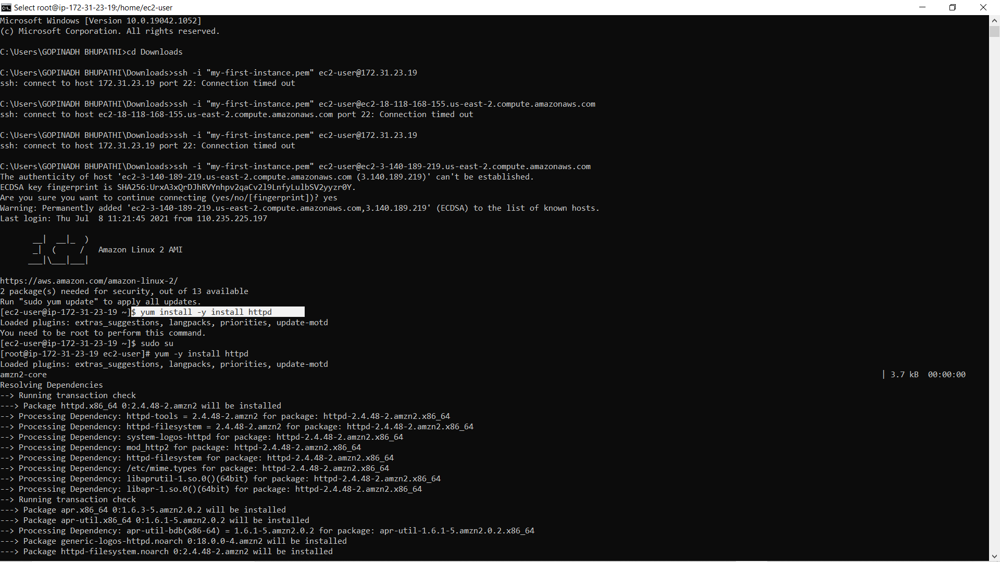 Select root@ip-172-31-23-19:/home/ec2-user
Microsoft Windows [Version 10.0.19042.1052]
(c) Microsoft Corporation. All rights reserved.
C:\Users\GOPINADH BHUPATHI>cd Downloads
C:\Users\GOPINADH BHUPATHI\Downloads>ssh -i "my-first-instance.pem" ec2-user@172.31.23.19
ssh: connect to host 172.31.23.19 port 22: Connection timed out
C:\Users\GOPINADH BHUPATHI\Downloads>ssh -i "my-first-instance.pem" ec2-user@ec2-18-118-168-155.us-east-2.compute.amazonaws.com
ssh: connect to host ec2-18-118-168-155.us-east-2.compute.amazonaws.com port 22: Connection timed out
C:\Users\GOPINADH BHUPATHI\Downloads>ssh -i "my-first-instance.pem" ec2-user@172.31.23.19
ssh: connect to host 172.31.23.19 port 22: Connection timed out
C:\Users\GOPINADH BHUPATHI\Downloads>ssh -i "my-first-instance.pem" ec2-user@ec2-3-140-189-219.us-east-2.compute.amazonaws.com
The authenticity of host 'ec2-3-140-189-219.us-east-2.compute.amazonaws.com (3.140.189.219)' can't be established.
ECDSA key fingerprint is SHA256:UrxA3xQrDJhRVYnhpv2qaCv2l9LnfyLulbSV2yyzr0Y.
Are you sure you want to continue connecting (yes/no/[fingerprint])? yes
Warning: Permanently added 'ec2-3-140-189-219.us-east-2.compute.amazonaws.com,3.140.189.219' (ECDSA) to the list of known hosts.
Last login: Thu Jul  8 11:21:45 2021 from 110.235.225.197
       __|  __|_  )
       _|  (     /   Amazon Linux 2 AMI
      ___|\___|___|
https://aws.amazon.com/amazon-linux-2/
2 package(s) needed for security, out of 13 available
Run "sudo yum update" to apply all updates.
[ec2-user@ip-172-31-23-19 ~]$ yum install -y install httpd
Loaded plugins: extras_suggestions, langpacks, priorities, update-motd
You need to be root to perform this command.
[ec2-user@ip-172-31-23-19 ~]$ sudo su
[root@ip-172-31-23-19 ec2-user]# yum -y install httpd
Loaded plugins: extras_suggestions, langpacks, priorities, update-motd
amzn2-core | 3.7 kB  00:00:00
Resolving Dependencies
--> Running transaction check
---> Package httpd.x86_64 0:2.4.48-2.amzn2 will be installed
--> Processing Dependency: httpd-tools = 2.4.48-2.amzn2 for package: httpd-2.4.48-2.amzn2.x86_64
--> Processing Dependency: httpd-filesystem = 2.4.48-2.amzn2 for package: httpd-2.4.48-2.amzn2.x86_64
--> Processing Dependency: system-logos-httpd for package: httpd-2.4.48-2.amzn2.x86_64
--> Processing Dependency: mod_http2 for package: httpd-2.4.48-2.amzn2.x86_64
--> Processing Dependency: httpd-filesystem for package: httpd-2.4.48-2.amzn2.x86_64
--> Processing Dependency: /etc/mime.types for package: httpd-2.4.48-2.amzn2.x86_64
--> Processing Dependency: libaprutil-1.so.0()(64bit) for package: httpd-2.4.48-2.amzn2.x86_64
--> Processing Dependency: libapr-1.so.0()(64bit) for package: httpd-2.4.48-2.amzn2.x86_64
--> Running transaction check
---> Package apr.x86_64 0:1.6.3-5.amzn2.0.2 will be installed
---> Package apr-util.x86_64 0:1.6.1-5.amzn2.0.2 will be installed
--> Processing Dependency: apr-util-bdb(x86-64) = 1.6.1-5.amzn2.0.2 for package: apr-util-1.6.1-5.amzn2.0.2.x86_64
---> Package generic-logos-httpd.noarch 0:18.0.0-4.amzn2 will be installed
---> Package httpd-filesystem.noarch 0:2.4.48-2.amzn2 will be installed